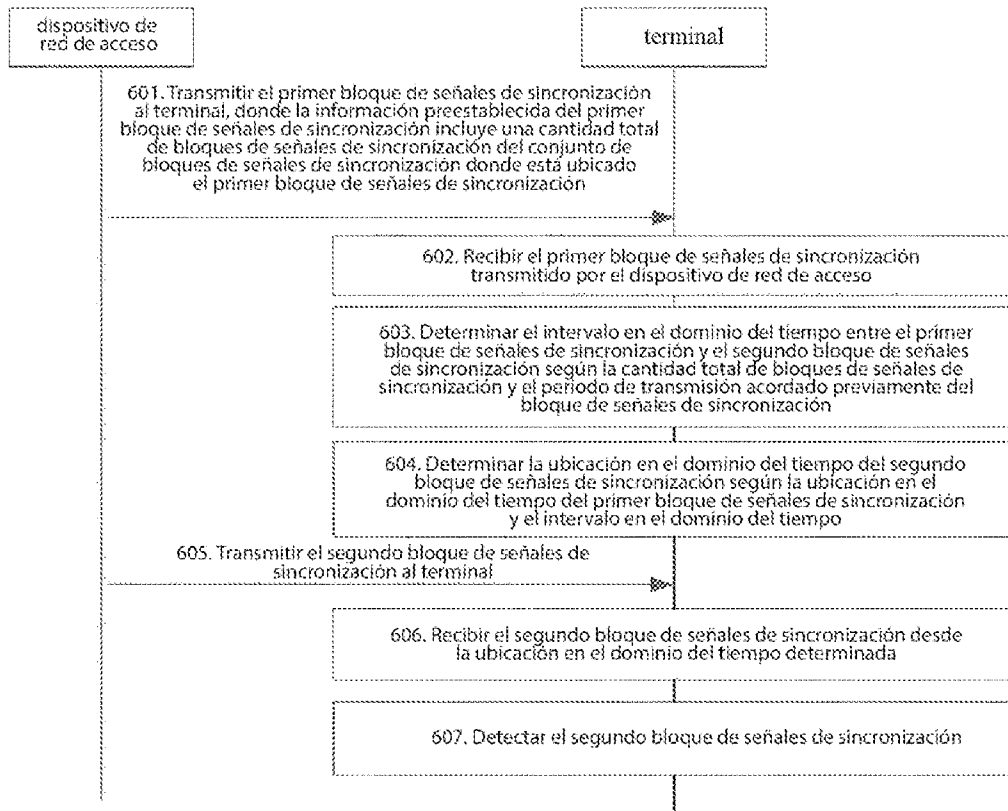 dispositivo de
red de acceso
terminal
601. Transmitir el primer bloque de señales de sincronización
al terminal, donde la información preestablecida del primer
bloque de señales de sincronización incluye una cantidad total
de bloques de señales de sincronización del conjunto de
bloques de señales de sincronización donde está ubicado
el primer bloque de señales de sincronización
602. Recibir el primer bloque de señales de sincronización
transmitido por el dispositivo de red de acceso
603. Determinar el intervalo en el dominio del tiempo entre el primer
bloque de señales de sincronización y el segundo bloque de señales
de sincronización según la cantidad total de bloques de señales de
sincronización y el periodo de transmisión acordado previamente del
bloque de señales de sincronización
604. Determinar la ubicación en el dominio del tiempo del segundo
bloque de señales de sincronización según la ubicación en el
dominio del tiempo del primer bloque de señales de sincronización
y el intervalo en el dominio del tiempo
605. Transmitir el segundo bloque de señales de
sincronización al terminal
606. Recibir el segundo bloque de señales de sincronización desde
la ubicación en el dominio del tiempo determinada
607. Detectar el segundo bloque de señales de sincronización